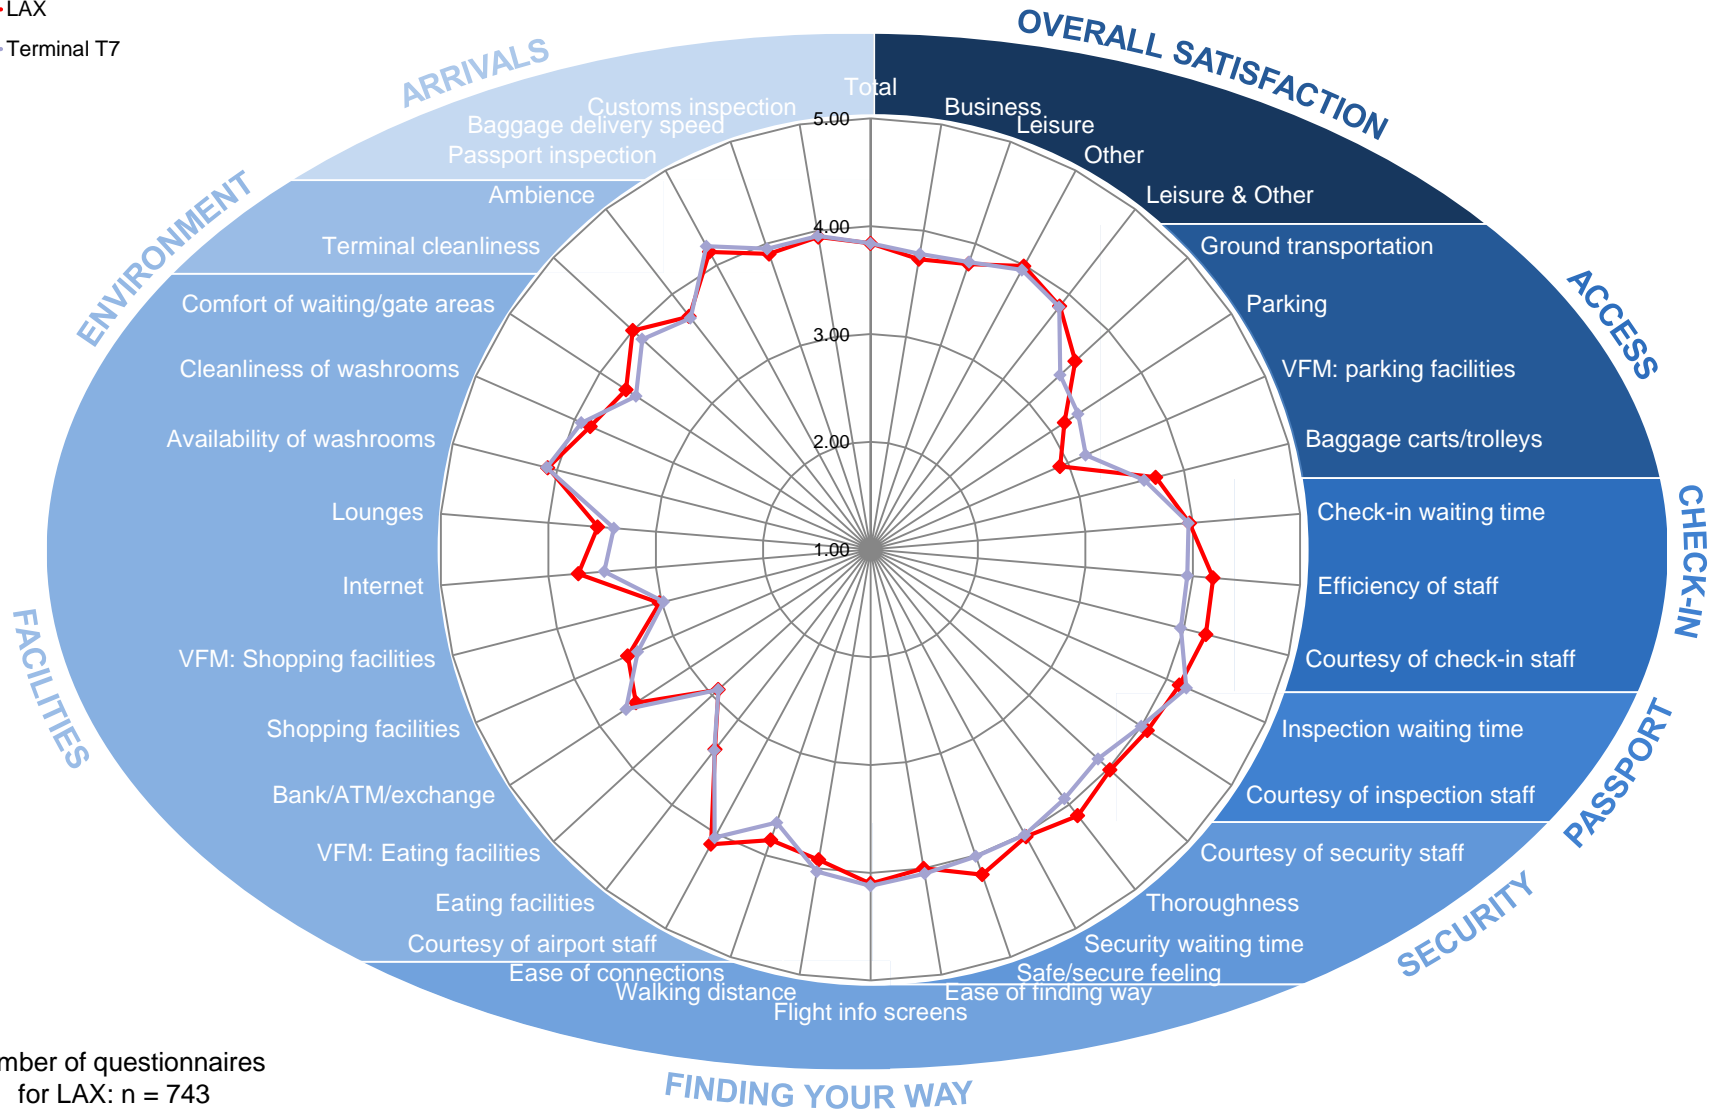 LAX
Terminal T7
OVERALL SATISFACTION
Total
Business
Leisure
Other
Leisure & Other
ACCESS
Ground transportation
Parking
VFM: parking facilities
Baggage carts/trolleys
CHECK-IN
Check-in waiting time
Efficiency of staff
Courtesy of check-in staff
PASSPORT
Inspection waiting time
Courtesy of inspection staff
SECURITY
Courtesy of security staff
Thoroughness
Security waiting time
Safe/secure feeling
FINDING YOUR WAY
Ease of finding way
Flight info screens
Walking distance
Ease of connections
FACILITIES
Courtesy of airport staff
Eating facilities
VFM: Eating facilities
Bank/ATM/exchange
Shopping facilities
VFM: Shopping facilities
Internet
Lounges
Availability of washrooms
Cleanliness of washrooms
Comfort of waiting/gate areas
ENVIRONMENT
Terminal cleanliness
Ambience
ARRIVALS
Passport inspection
Baggage delivery speed
Customs inspection
5.00
4.00
3.00
2.00
1.00
mber of questionnaires
for LAX: n = 743